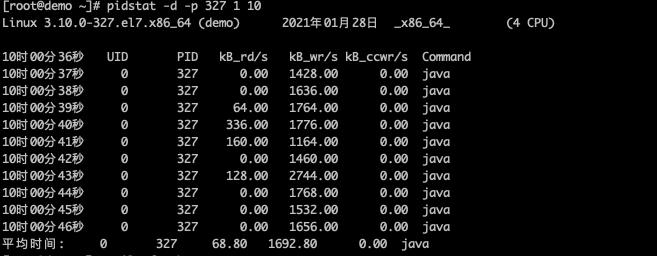 [root@demo ~]# pidstat -d -p 327 1 10
Linux 3.10.0-327.el7.x86_64 (demo) 2021年01月28日 _x86_64_ (4 CPU)
10时00分36秒 UID PID kB_rd/s kB_wr/s kB_ccwr/s Command
10时00分37秒 0 327 0.00 1428.00 0.00 java
10时00分38秒 0 327 0.00 1636.00 0.00 java
10时00分39秒 0 327 64.00 1764.00 0.00 java
10时00分40秒 0 327 336.00 1776.00 0.00 java
10时00分41秒 0 327 160.00 1164.00 0.00 java
10时00分42秒 0 327 0.00 1460.00 0.00 java
10时00分43秒 0 327 128.00 2744.00 0.00 java
10时00分44秒 0 327 0.00 1768.00 0.00 java
10时00分45秒 0 327 0.00 1532.00 0.00 java
10时00分46秒 0 327 0.00 1656.00 0.00 java
平均时间: 0 327 68.80 1692.80 0.00 java